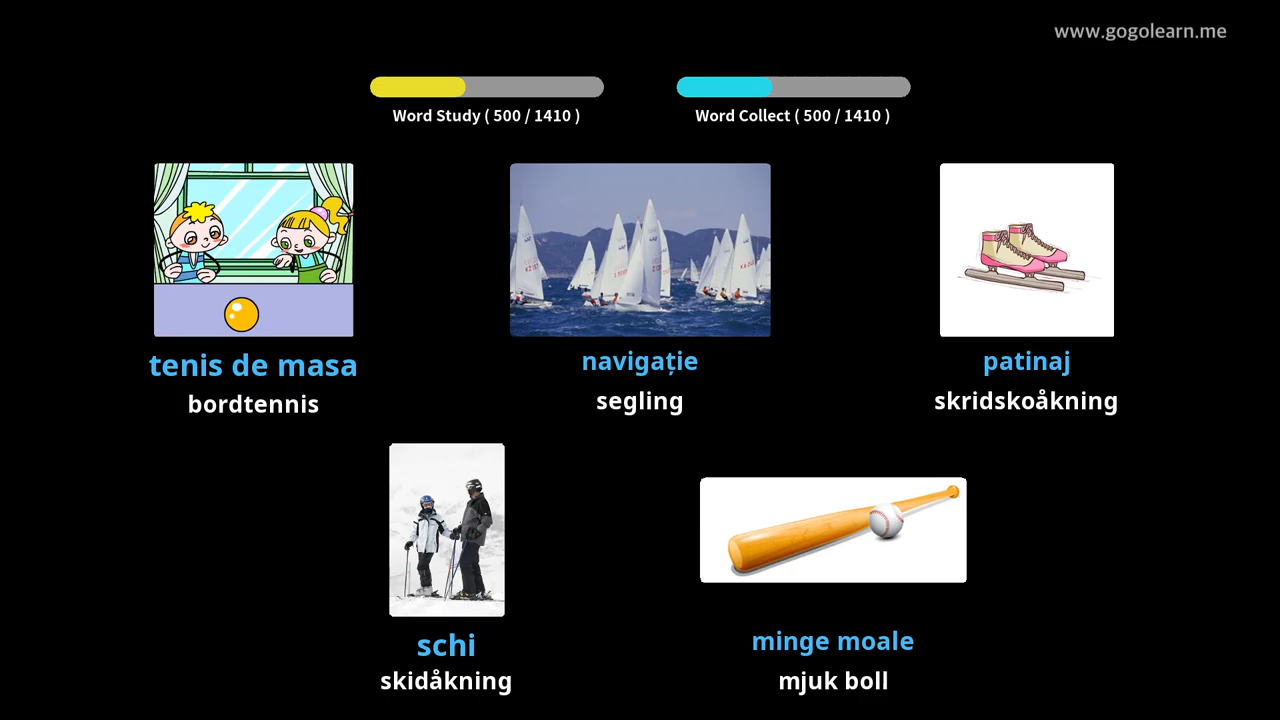 www.gogolearn.me
Word Study ( 500 / 1410 )
Word Collect ( 500 / 1410 )
tenis de masa
bordtennis
navigație
segling
patinaj
skridskoåkning
schi
skidåkning
minge moale
mjuk boll